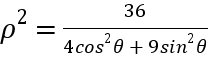 ρ² = 36 / (4cos²θ + 9sin²θ)